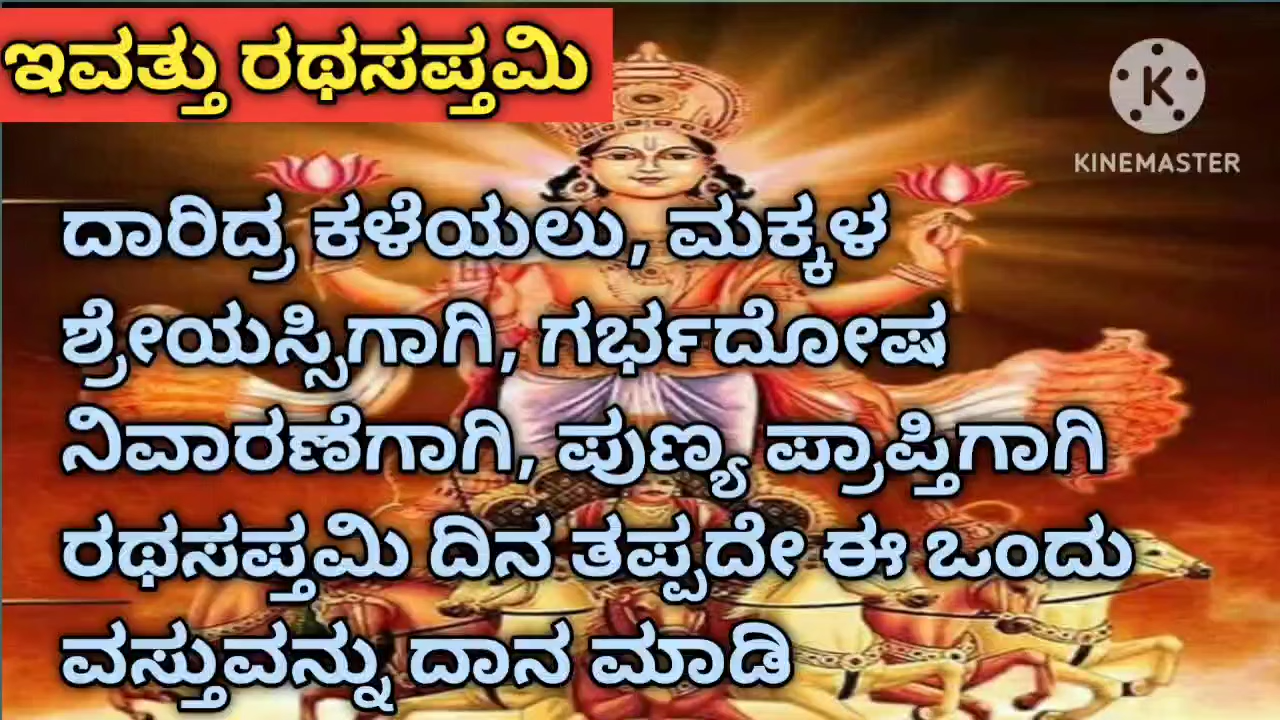 ಇವತ್ತು ರಥಸಪ್ತಮಿ
K
KINEMASTER
ದಾರಿದ್ರ ಕಳೆಯಲು, ಮಕ್ಕಳ
ಶ್ರೇಯಸ್ಸಿಗಾಗಿ, ಗರ್ಭದೋಷ
ನಿವಾರಣೆಗಾಗಿ, ಪುಣ್ಯ ಪ್ರಾಪ್ತಿಗಾಗಿ
ರಥಸಪ್ತಮಿ ದಿನ ತಪ್ಪದೇ ಈ ಒಂದು
ವಸ್ತುವನ್ನು ದಾನ ಮಾಡಿ